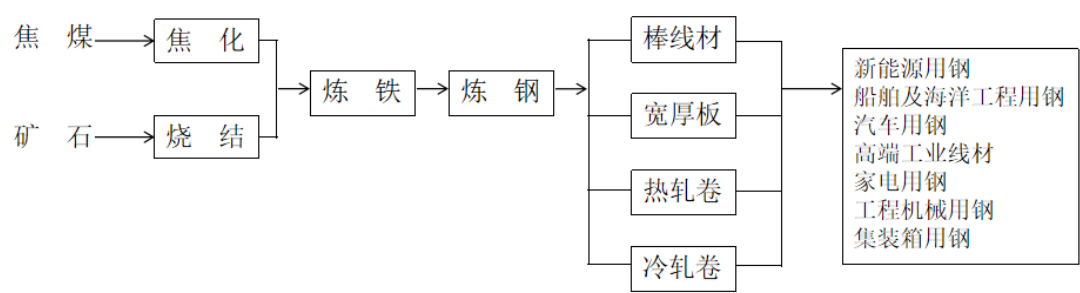 焦煤
焦化
矿石
烧结
炼铁
炼钢
棒线材
宽厚板
热轧卷
冷轧卷
新能源用钢
船舶及海洋工程用钢
汽车用钢
高端工业线材
家电用钢
工程机械用钢
集装箱用钢